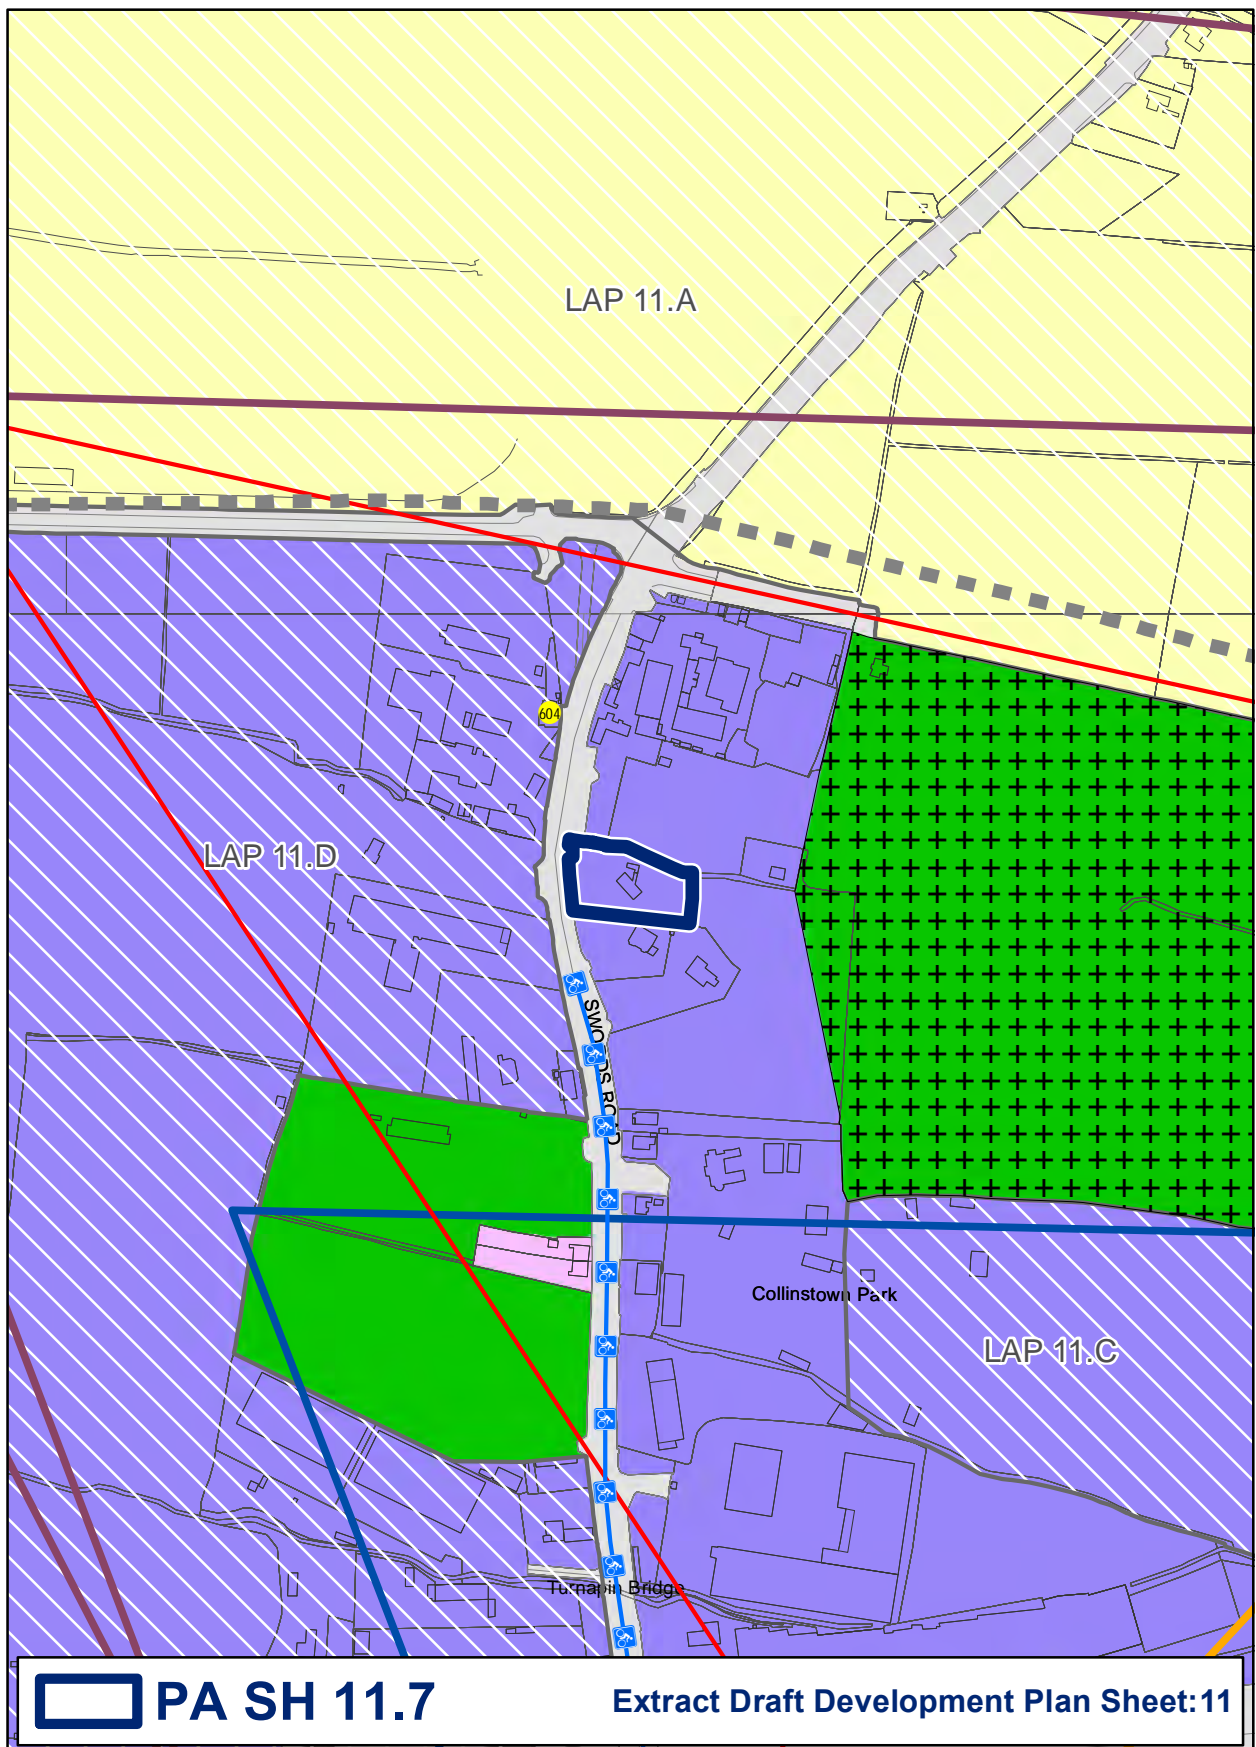 LAP 11.A
604
LAP 11.D
SWORDS ROAD
Collinstown Park
LAP 11.C
Turnapin Bridge
PA SH 11.7
Extract Draft Development Plan Sheet:11